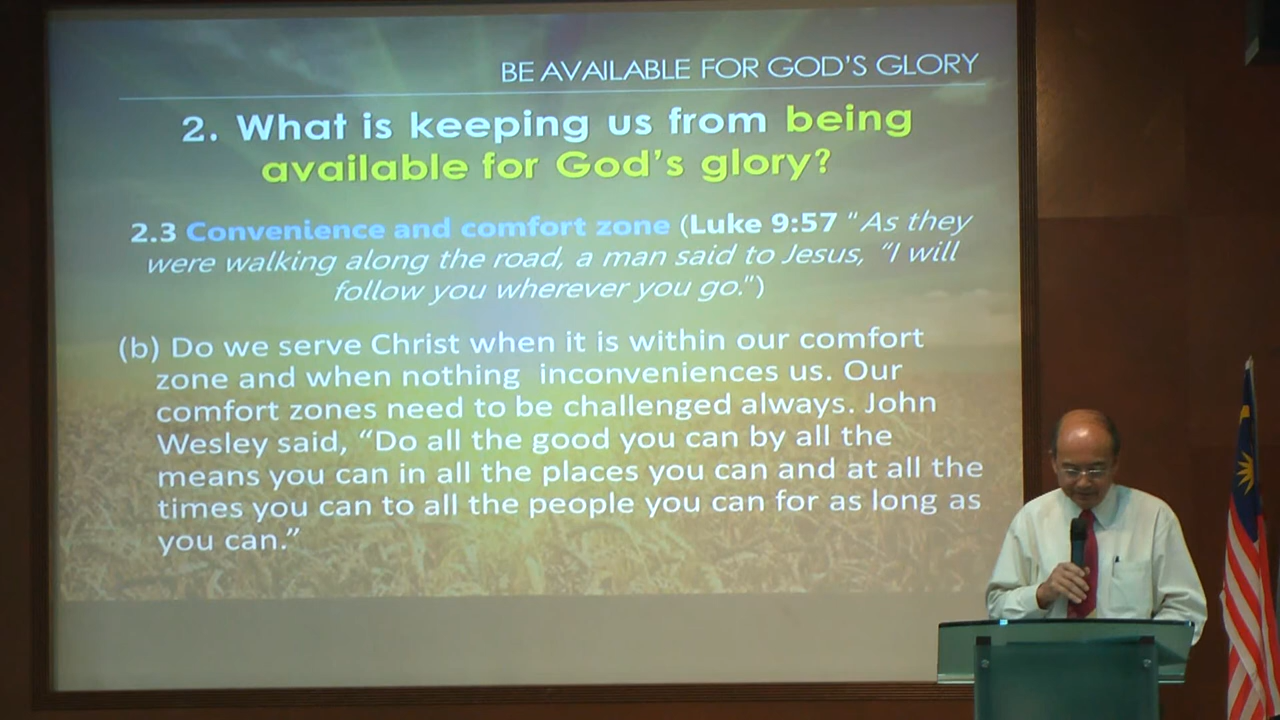 BE AVAILABLE FOR GOD'S GLORY
2. What is keeping us from being
available for God's glory?
2.3 Convenience and comfort zone (Luke 9:57 "As they
were walking along the road, a man said to Jesus, "I will
follow you wherever you go.")
(b) Do we serve Christ when it is within our comfort
zone and when nothing inconveniences us. Our
comfort zones need to be challenged always. John
Wesley said, "Do all the good you can by all the
means you can in all the places you can and at all the
times you can to all the people you can for as long as
you can."